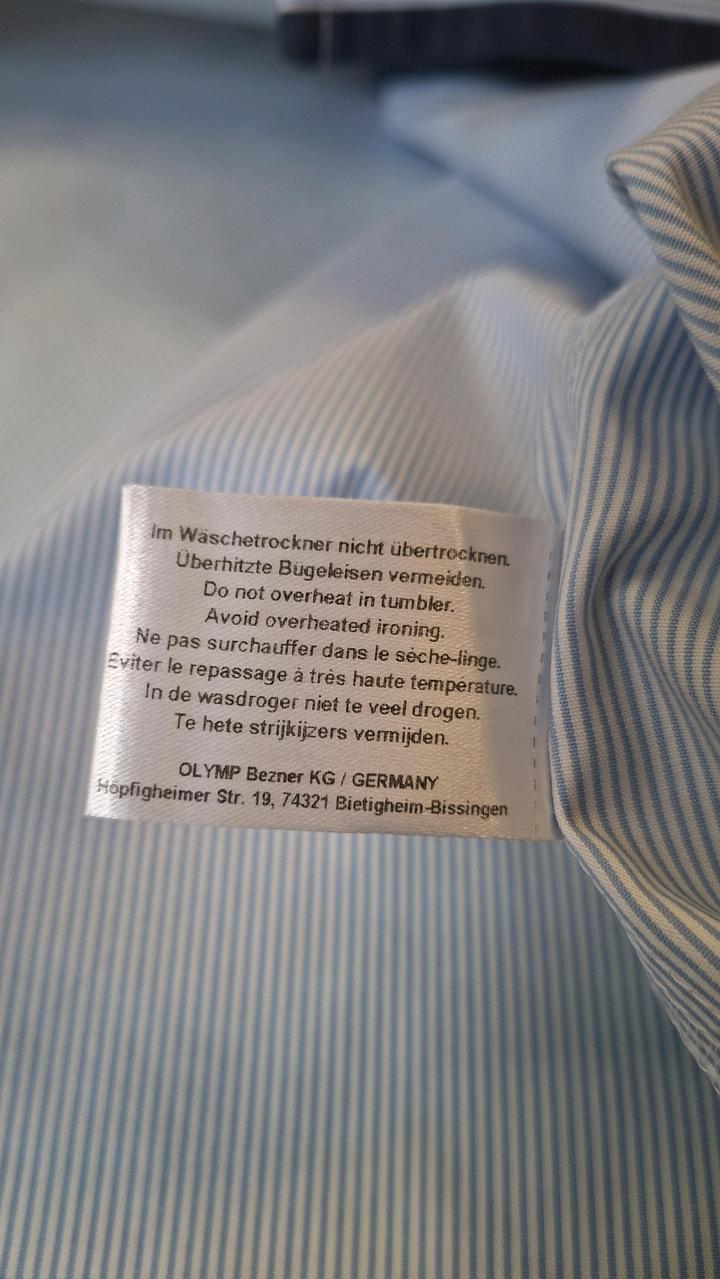 Im Wäschetrockner nicht übertrocknen.
Überhitzte Bügeleisen vermeiden.
Do not overheat in tumbler.
Avoid overheated ironing.
Ne pas surchauffer dans le sèche-linge.
Eviter le repassage à très haute température.
In de wasdroger niet te veel drogen.
Te hete strijkijzers vermijden.
OLYMP Bezner KG / GERMANY
Höpfigheimer Str. 19, 74321 Bietigheim-Bissingen